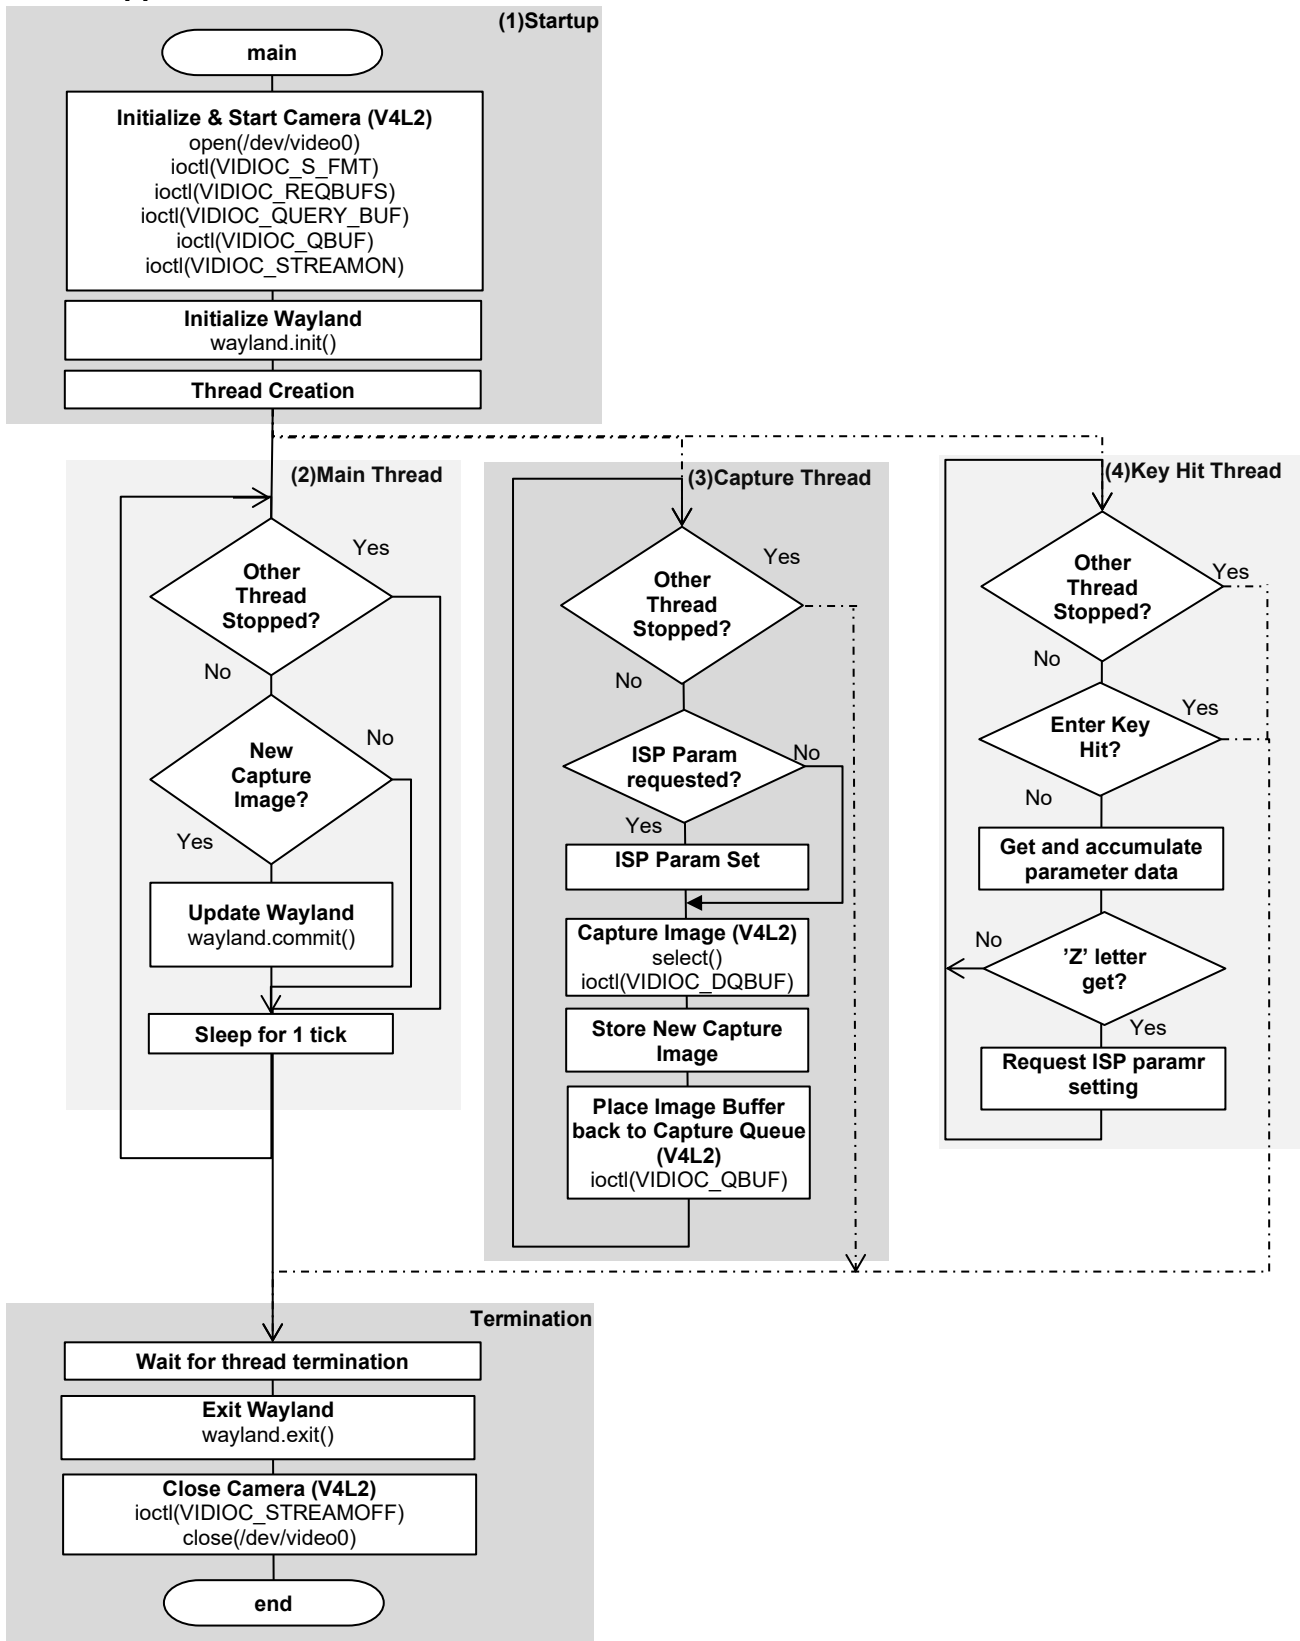 (1)Startup
main
Initialize & Start Camera (V4L2)
open(/dev/video0)
ioctl(VIDIOC_S_FMT)
ioctl(VIDIOC_REQBUFS)
ioctl(VIDIOC_QUERY_BUF)
ioctl(VIDIOC_QBUF)
ioctl(VIDIOC_STREAMON)
Initialize Wayland
wayland.init()
Thread Creation
(2)Main Thread
Other
Thread
Stopped?
Yes
No
New
Capture
Image?
No
Yes
Update Wayland
wayland.commit()
Sleep for 1 tick
(3)Capture Thread
Other
Thread
Stopped?
Yes
No
ISP Param
requested?
No
Yes
ISP Param Set
Capture Image (V4L2)
select()
ioctl(VIDIOC_DQBUF)
Store New Capture
Image
Place Image Buffer
back to Capture Queue
(V4L2)
ioctl(VIDIOC_QBUF)
(4)Key Hit Thread
Other
Thread
Stopped?
Yes
No
Enter Key
Hit?
Yes
No
Get and accumulate
parameter data
’Z’ letter
get?
No
Yes
Request ISP paramr
setting
Termination
Wait for thread termination
Exit Wayland
wayland.exit()
Close Camera (V4L2)
ioctl(VIDIOC_STREAMOFF)
close(/dev/video0)
end